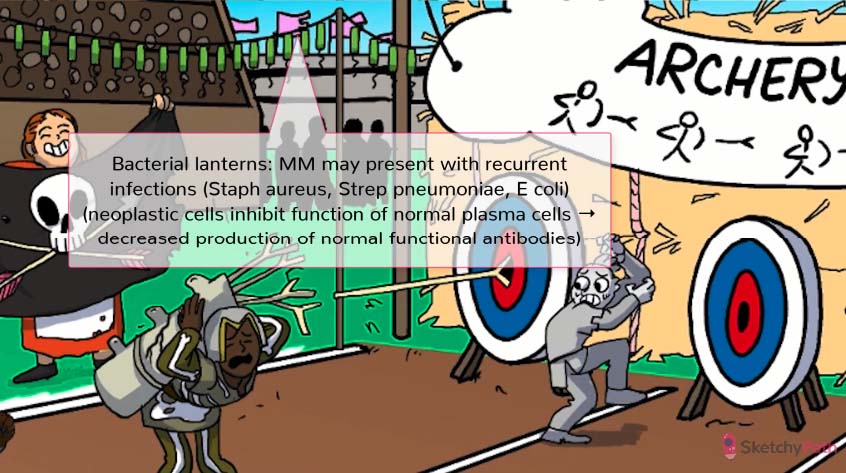 ARCHERY
Bacterial lanterns: MM may present with recurrent
infections (Staph aureus, Strep pneumoniae, E coli)
(neoplastic cells inhibit function of normal plasma cells →
decreased production of normal functional antibodies)
SketchyPath